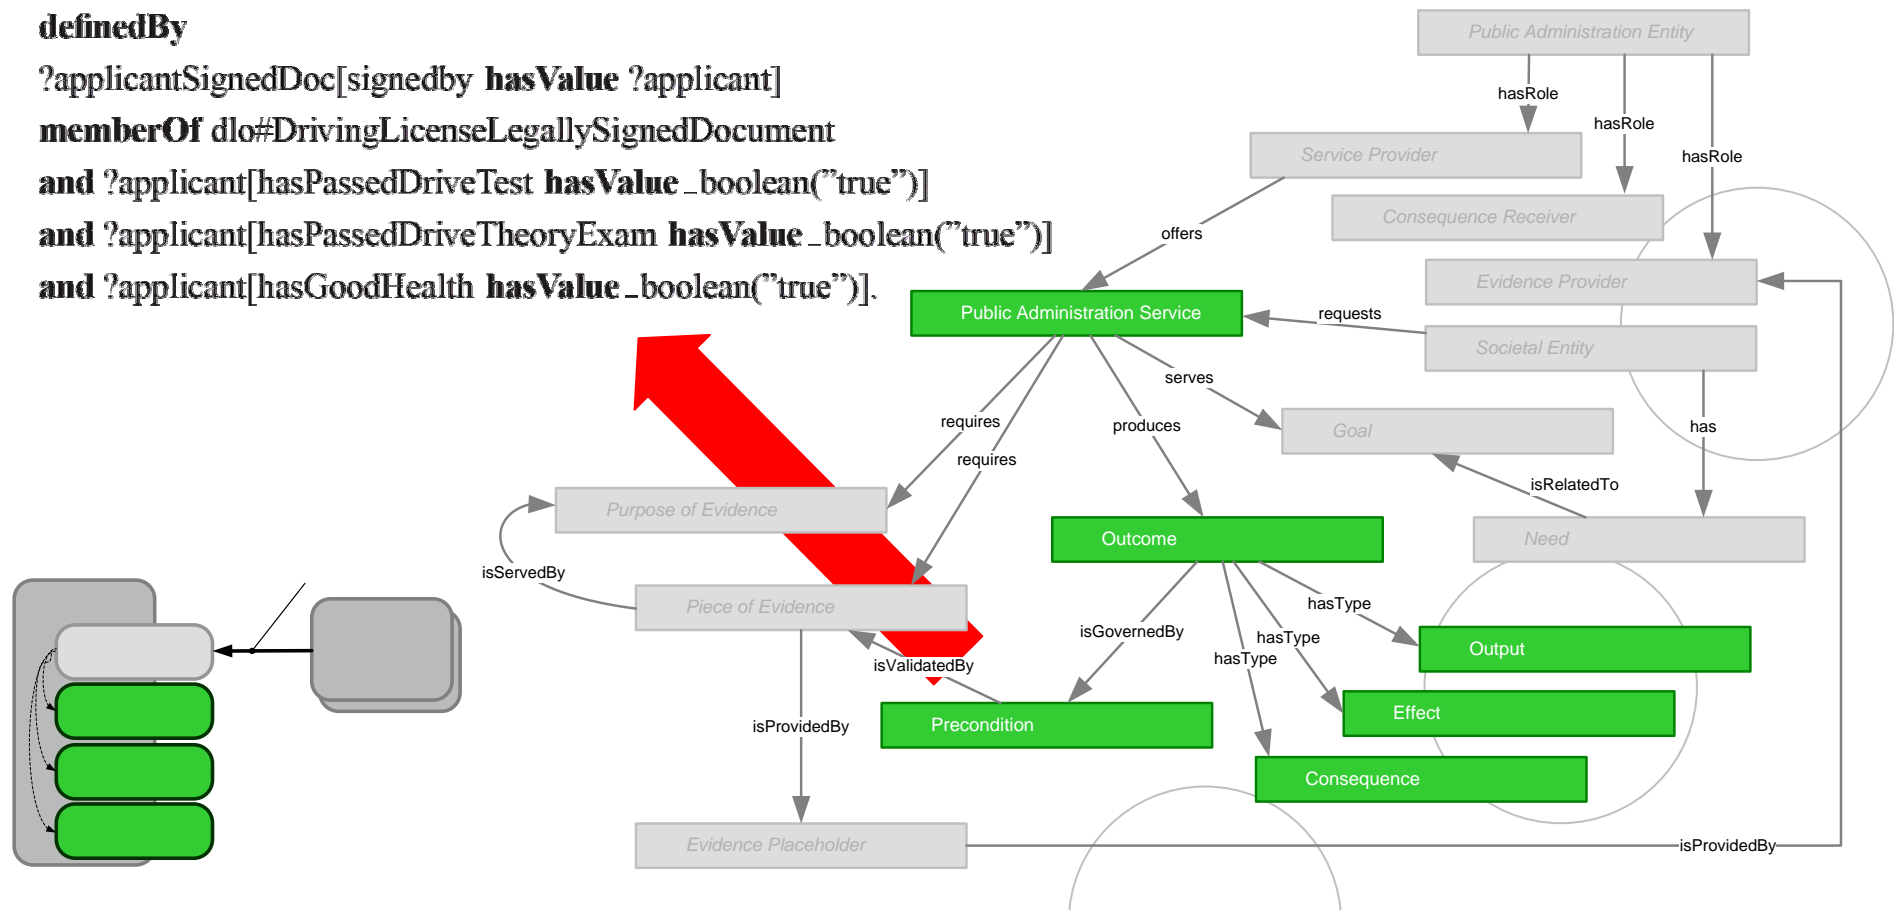 definedBy
?applicantSignedDoc[signedby hasValue ?applicant]
memberOf dlo#DrivingLicenseLegallySignedDocument
and ?applicant[hasPassedDriveTest hasValue _boolean("true")]
and ?applicant[hasPassedDriveTheoryExam hasValue _boolean("true")]
and ?applicant[hasGoodHealth hasValue _boolean("true")].
Public Administration Entity
hasRole
hasRole
hasRole
Service Provider
Consequence Receiver
offers
Evidence Provider
Public Administration Service
requests
Societal Entity
serves
requires
produces
has
Goal
requires
isRelatedTo
Purpose of Evidence
Outcome
Need
isServedBy
Piece of Evidence
hasType
isGovernedBy
hasType
hasType
isValidatedBy
Output
Effect
Precondition
isProvidedBy
Consequence
Evidence Placeholder
isProvidedBy